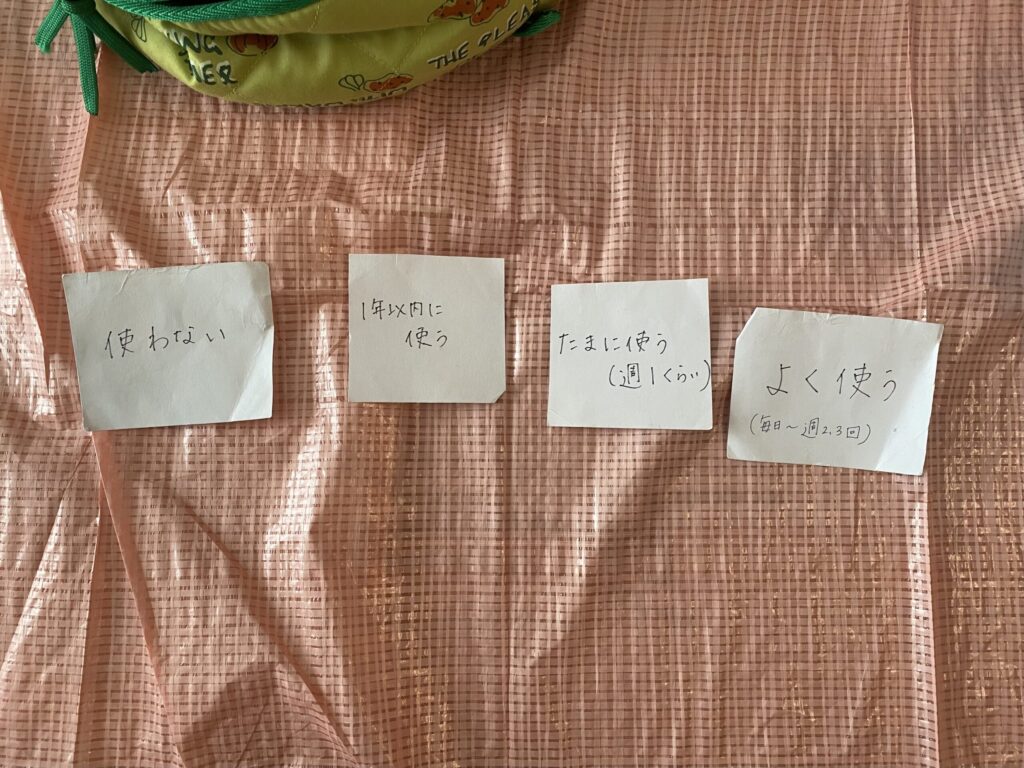 THE
使わない
1年以内に
使う
たまに使う
(週1くらい)
よく使う
(毎日～週2,3回)